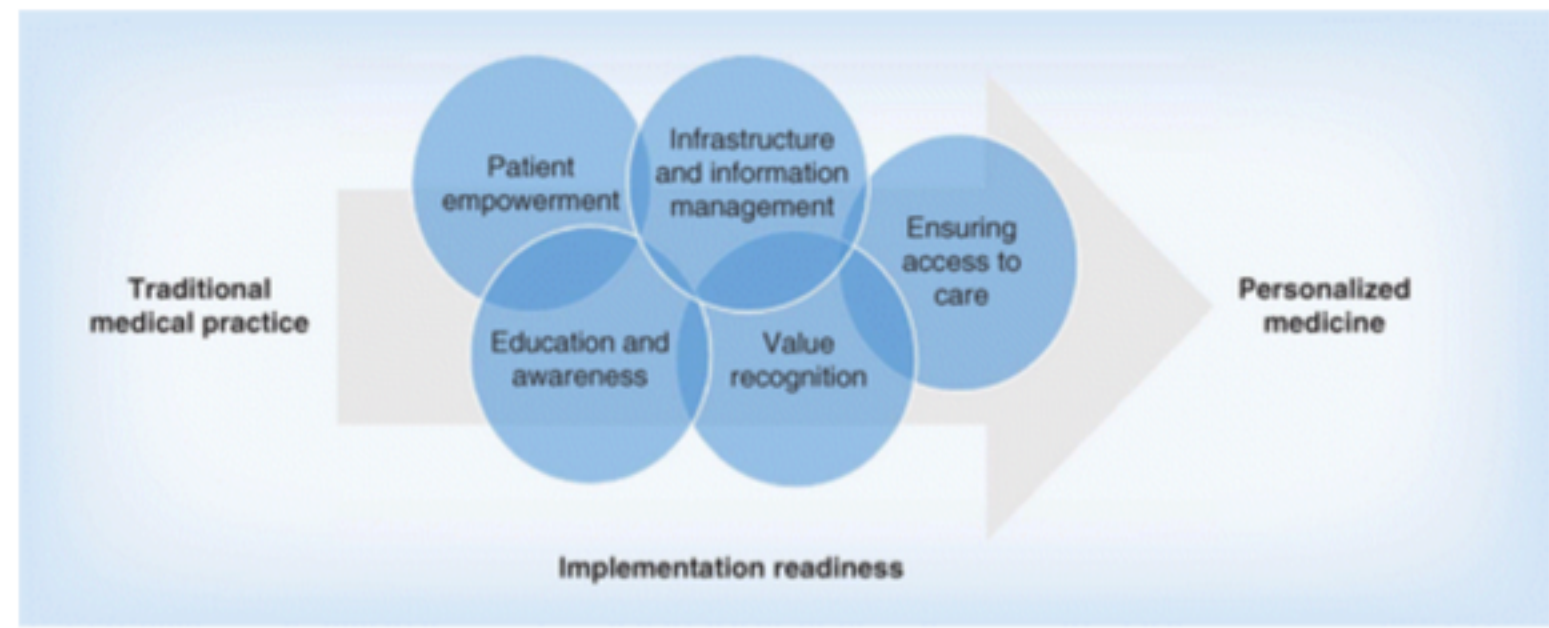 Traditional
medical practice
Patient
empowerment
Infrastructure
and information
management
Ensuring
access to
care
Education and
awareness
Value
recognition
Personalized
medicine
Implementation readiness